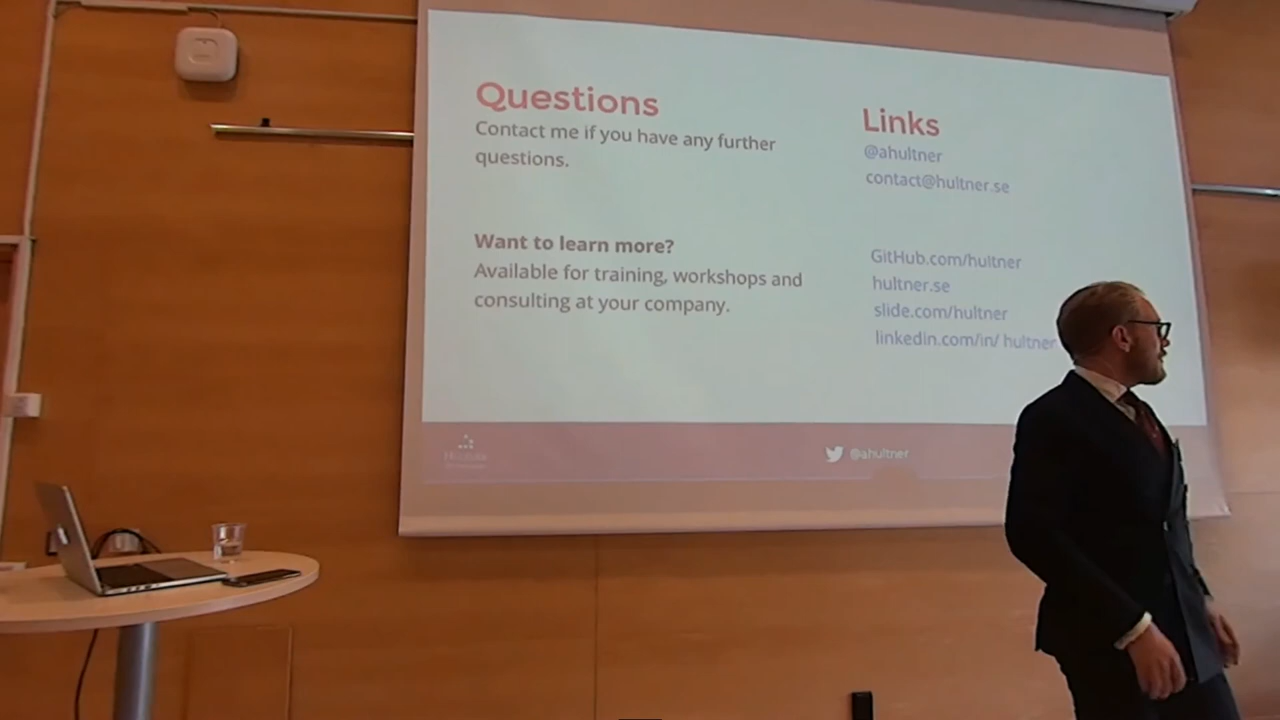 Questions
Contact me if you have any further
questions.
Want to learn more?
Available for training, workshops and
consulting at your company.
Links
@ahultner
contact@hultner.se
GitHub.com/hultner
hultner.se
slide.com/hultner
linkedin.com/in/ hultner
@ahultner